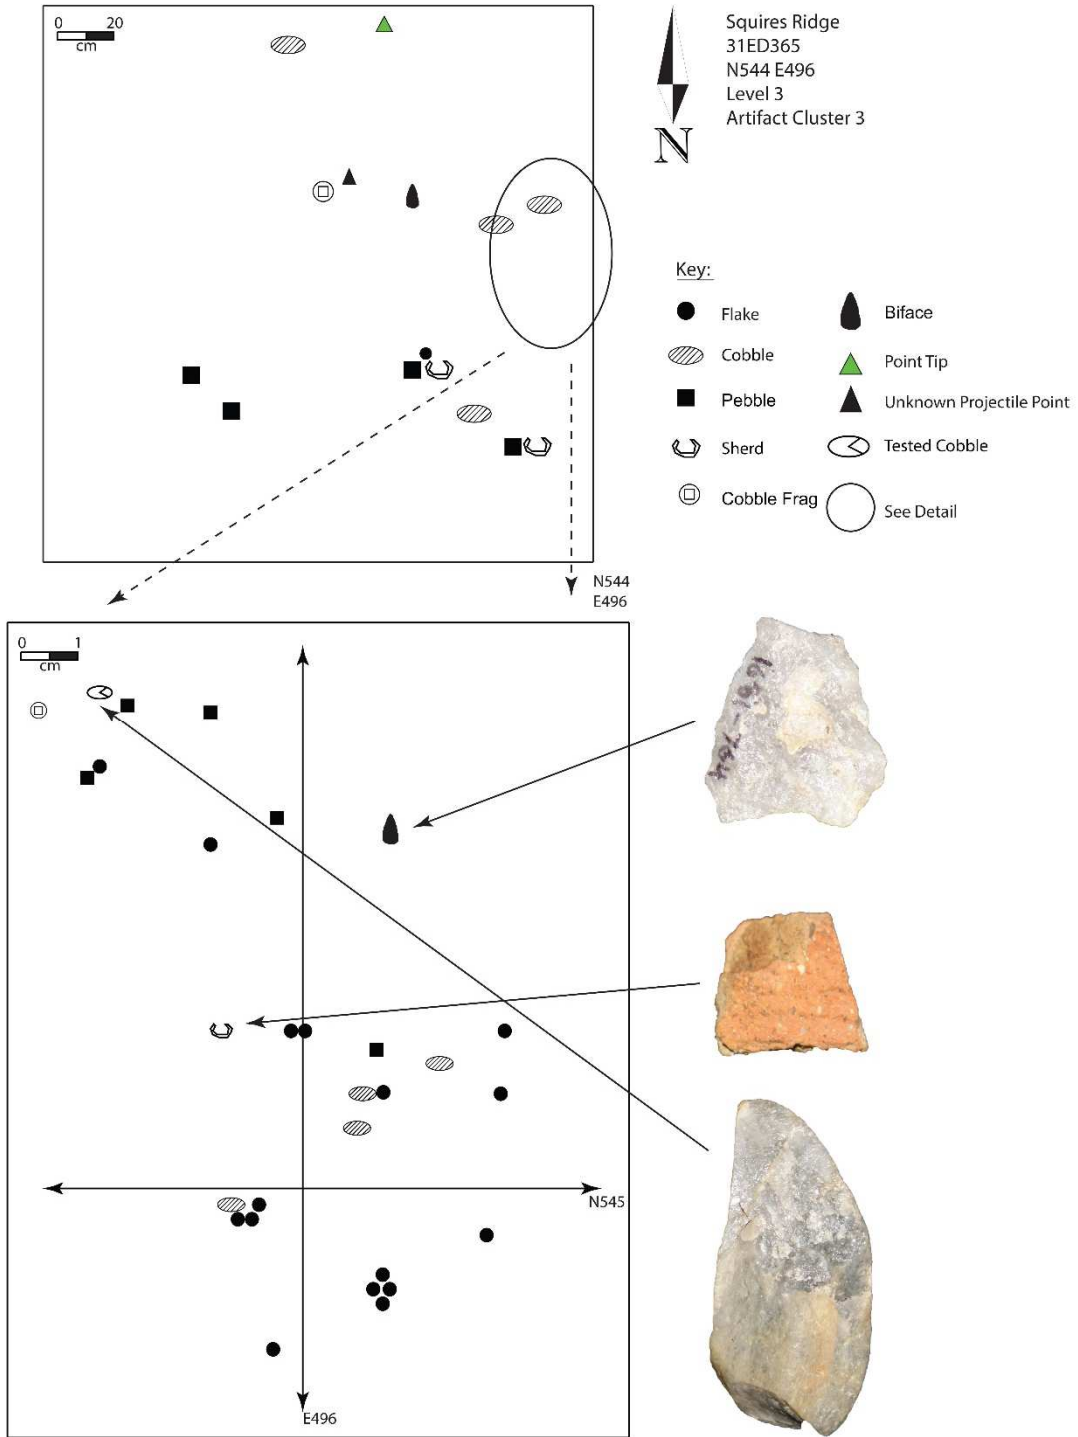 0 20
cm
Squires Ridge
31ED365
N544 E496
Level 3
Artifact Cluster 3
N
Key:
Flake
Biface
Cobble
Point Tip
Pebble
Unknown Projectile Point
Sherd
Tested Cobble
Cobble Frag
See Detail
N544
E496
0 1
cm
N545
E496